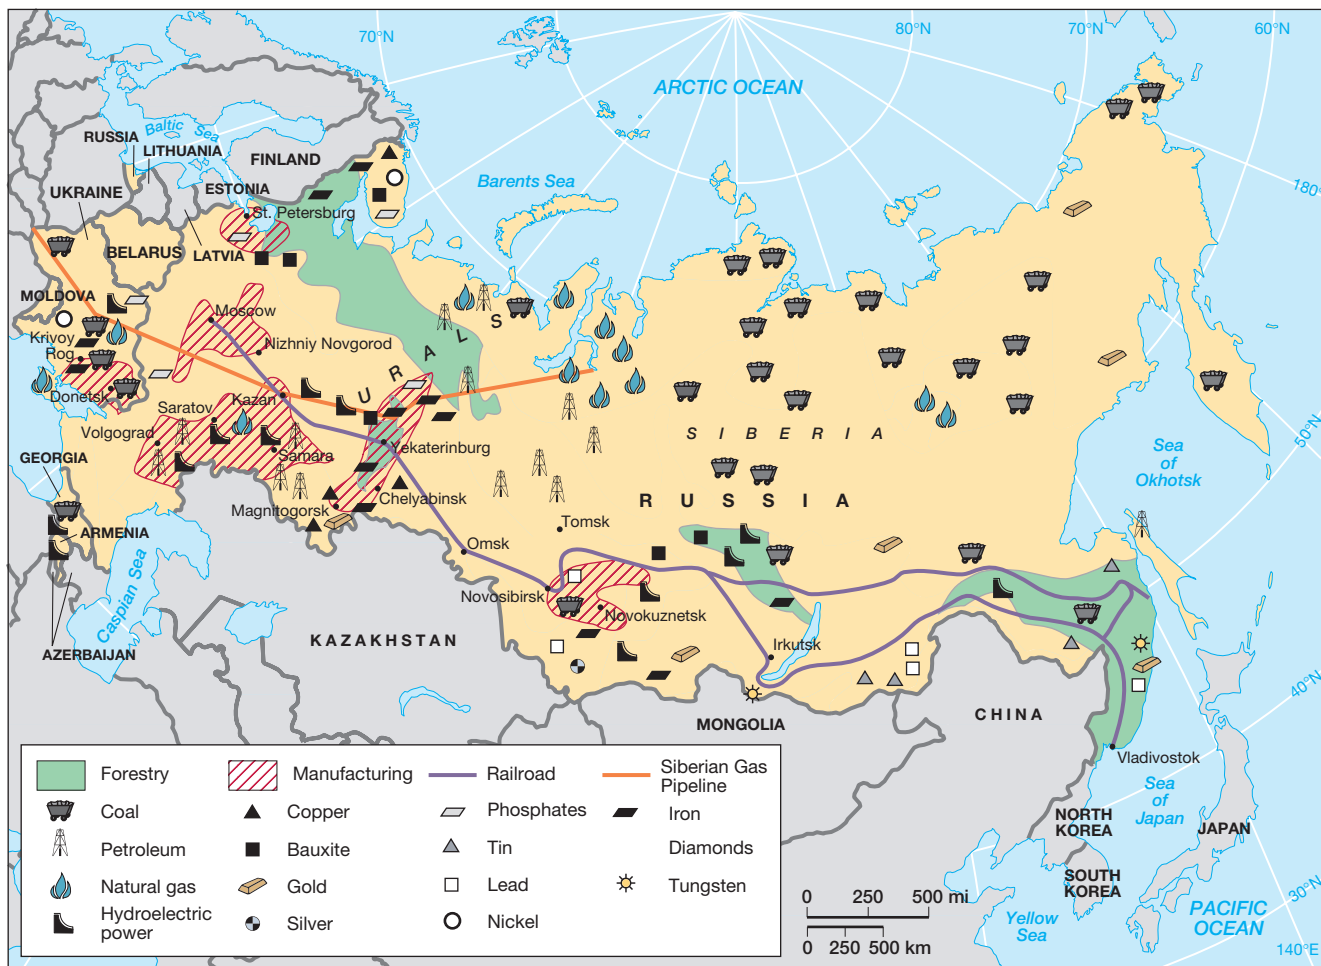 70°N
80°N
70°N
60°N
ARCTIC OCEAN
Baltic Sea
RUSSIA
LITHUANIA
FINLAND
Barents Sea
UKRAINE
ESTONIA
180°
St. Petersburg
BELARUS
LATVIA
MOLDOVA
Moscow
Krivoy
Rog
Nizhniy Novgorod
URALS
Donetsk
Kazan
Saratov
Volgograd
SIBERIA
50°N
Sea
of
Okhotsk
Samara
Yekaterinburg
GEORGIA
Chelyabinsk
RUSSIA
Magnitogorsk
Tomsk
ARMENIA
Omsk
Caspian Sea
Novosibirsk
Novokuznetsk
KAZAKHSTAN
Irkutsk
AZERBAIJAN
40°N
MONGOLIA
CHINA
Vladivostok
Sea
of
Japan
NORTH
KOREA
JAPAN
SOUTH
KOREA
30°N
Yellow
Sea
PACIFIC
OCEAN
140°E
Forestry
Manufacturing
Railroad
Siberian Gas
Pipeline
Coal
Copper
Phosphates
Iron
Petroleum
Bauxite
Tin
Diamonds
Natural gas
Gold
Lead
Tungsten
Hydroelectric
power
Silver
Nickel
0 250 500 mi
0 250 500 km